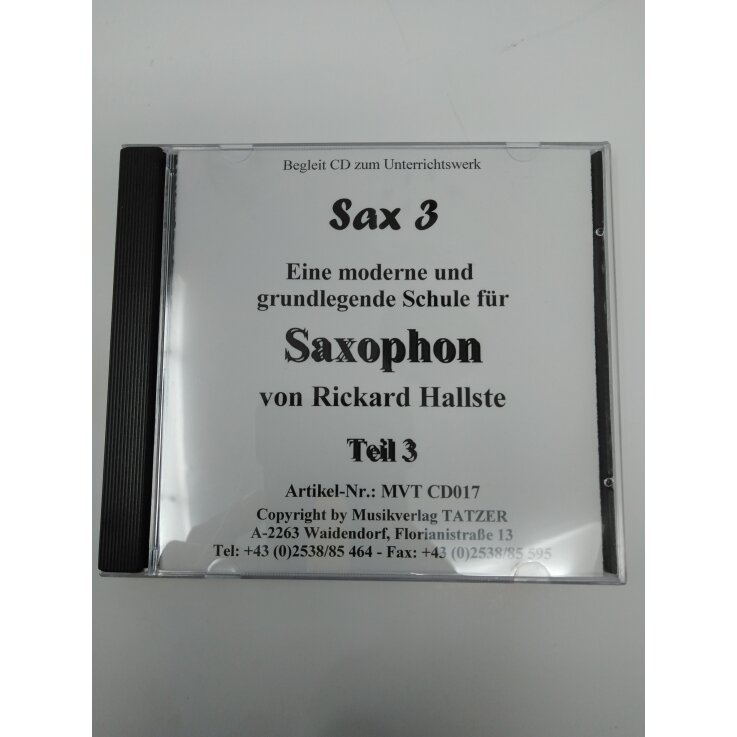 Begleit CD zum Unterrichtswerk
Sax 3
Eine moderne und
grundlegende Schule für
Saxophon
von Rickard Hallste
Teil 3
Artikel-Nr.: MVT CD017
Copyright by Musikverlag TATZER
A-2263 Waidendorf, Florianistraße 13
Tel: +43 (0)2538/85 464 - Fax: +43 (0)2538/85 595